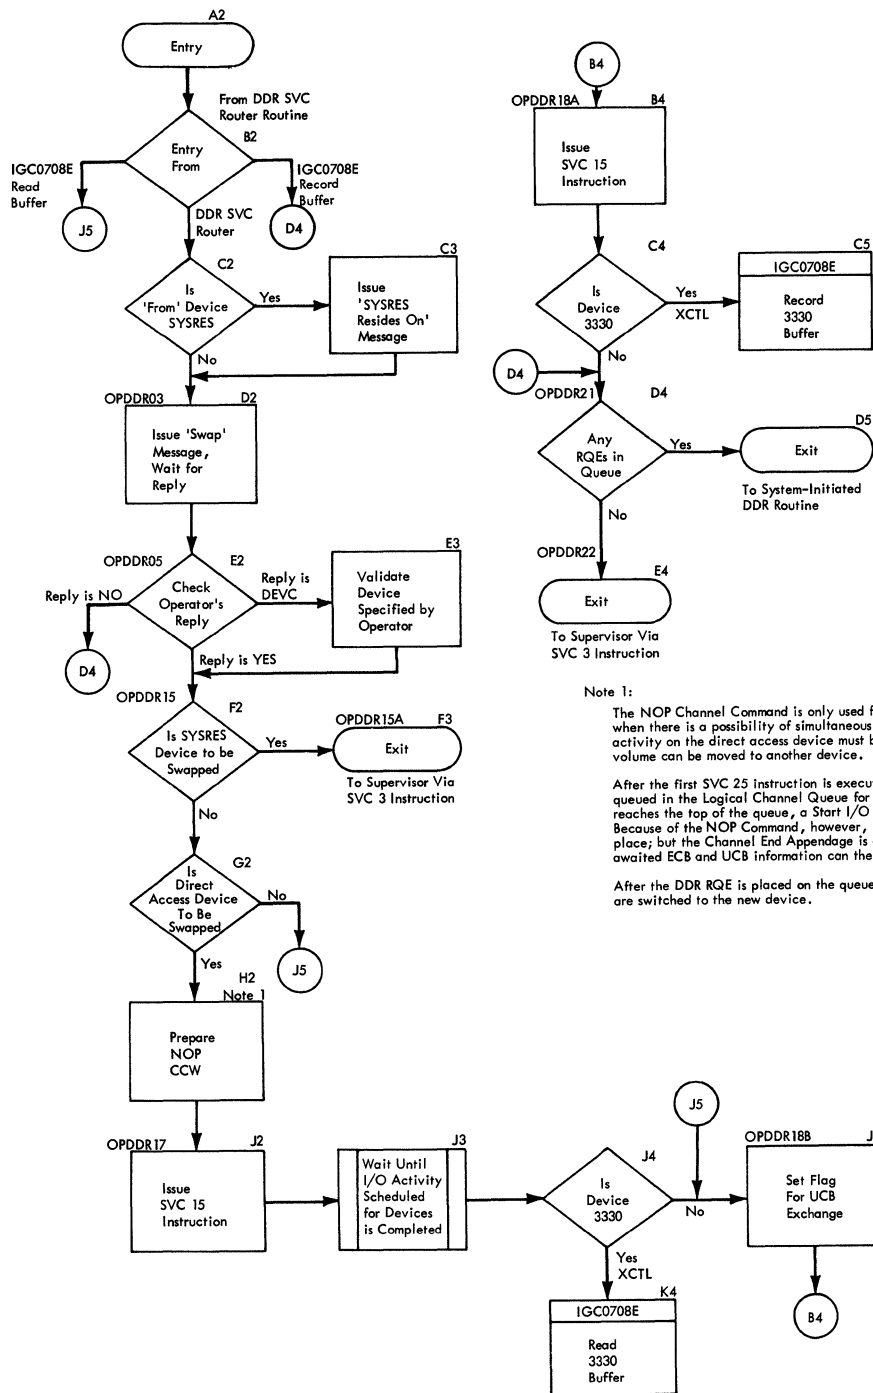 A2
Entry
From DDR SVC
Router Routine
B2
Entry
From
IGC0708E
Read
Buffer
J5
IGC0708E
Record
Buffer
D4
DDR SVC
Router
C2
Is
'From' Device
SYSRES
Yes
C3
Issue
'SYSRES
Resides On'
Message
No
OPDDR03
D2
Issue 'Swap'
Message,
Wait for
Reply
OPDDR05
E2
Check
Operator's
Reply
Reply is NO
D4
Reply is
DEVC
E3
Validate
Device
Specified by
Operator
Reply is YES
OPDDR15
F2
Is SYSRES
Device to be
Swapped
Yes
OPDDR15A
F3
Exit
To Supervisor Via
SVC 3 Instruction
No
G2
Is
Direct
Access Device
To Be
Swapped
No
J5
Yes
H2
Note 1
Prepare
NOP
CCW
OPDDR17
J2
Issue
SVC 15
Instruction
J3
Wait Until
I/O Activity
Scheduled
for Devices
is Completed
J4
Is
Device
3330
No
J5
Yes
XCTL
K4
IGC0708E
Read
3330
Buffer
OPDDR18B
J
Set Flag
For UCB
Exchange
B4
B4
OPDDR18A
B4
Issue
SVC 15
Instruction
C4
Is
Device
3330
Yes
XCTL
C5
IGC0708E
Record
3330
Buffer
No
D4
OPDDR21
D4
Any
RQEs in
Queue
Yes
D5
Exit
To System-Initiated
DDR Routine
No
OPDDR22
E4
Exit
To Supervisor Via
SVC 3 Instruction
Note 1:
The NOP Channel Command is only used f
when there is a possibility of simultaneous
activity on the direct access device must b
volume can be moved to another device.
After the first SVC 25 instruction is execut
queued in the Logical Channel Queue for
reaches the top of the queue, a Start I/O
Because of the NOP Command, however,
place; but the Channel End Appendage is
awaited ECB and UCB information can the
After the DDR RQE is placed on the queue
are switched to the new device.